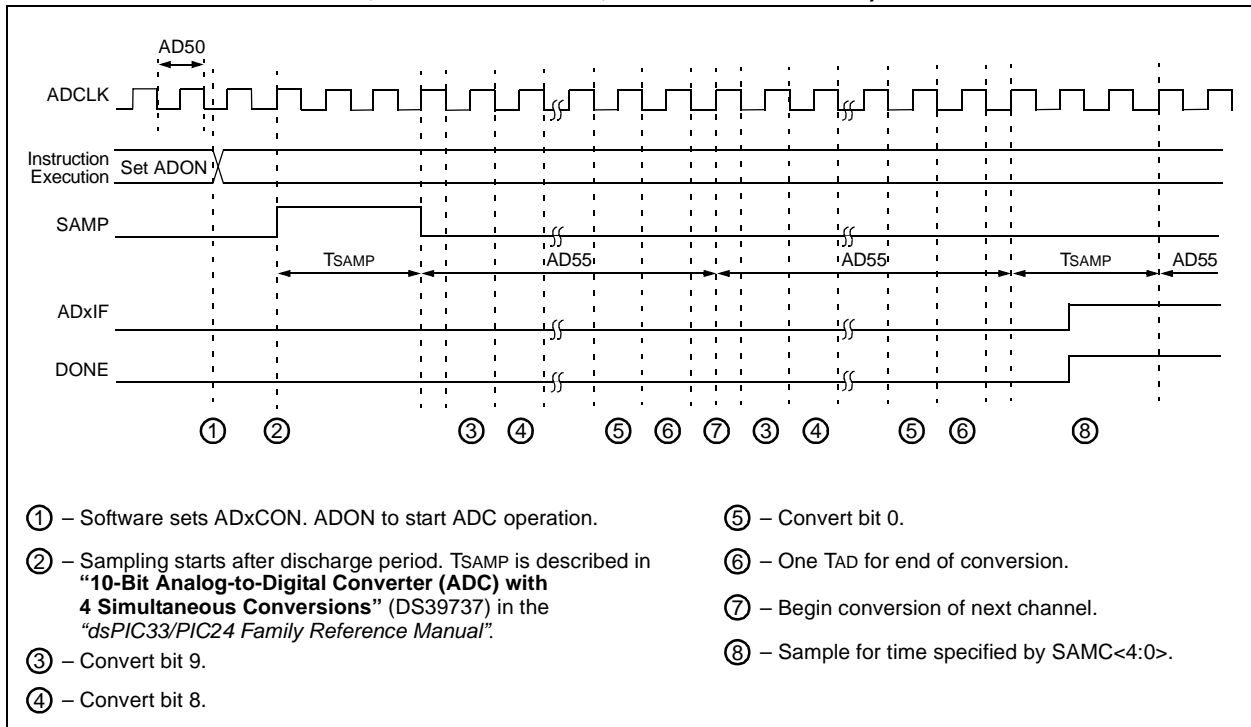 AD50
ADCLK
Instruction
Execution
Set ADON
SAMP
TSAMP
AD55
AD55
TSAMP
AD55
ADxIF
DONE
① ② ③ ④ ⑤ ⑥ ⑦ ③ ④ ⑤ ⑥ ⑧
① – Software sets ADxCON. ADON to start ADC operation.
② – Sampling starts after discharge period. TSAMP is described in
“10-Bit Analog-to-Digital Converter (ADC) with
4 Simultaneous Conversions” (DS39737) in the
“dsPIC33/PIC24 Family Reference Manual”.
③ – Convert bit 9.
④ – Convert bit 8.
⑤ – Convert bit 0.
⑥ – One TAD for end of conversion.
⑦ – Begin conversion of next channel.
⑧ – Sample for time specified by SAMC<4:0>.